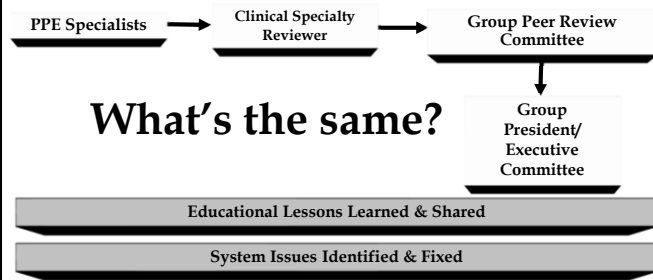 PPE Specialists
Clinical Specialty
Reviewer
Group Peer Review
Committee
What's the same?
Group
President/
Executive
Committee
Educational Lessons Learned & Shared
System Issues Identified & Fixed